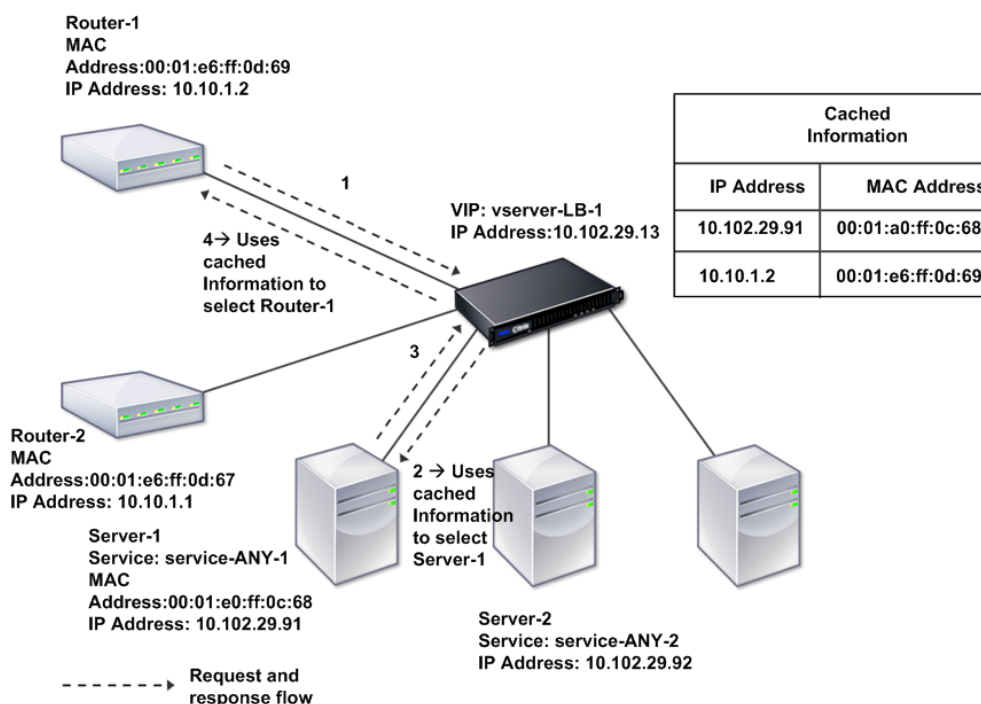 Router-1
MAC
Address:00:01:e6:ff:0d:69
IP Address: 10.10.1.2
1
4→ Uses
cached
Information to
select Router-1
VIP: vserver-LB-1
IP Address:10.102.29.13
Cached
Information
IP Address MAC Address
10.102.29.91 00:01:a0:ff:0c:68
10.10.1.2 00:01:e6:ff:0d:69
3
Router-2
MAC
Address:00:01:e6:ff:0d:67
IP Address: 10.10.1.1
2 → Uses
cached
Information
to select
Server-1
Server-1
Service: service-ANY-1
MAC
Address:00:01:e0:ff:0c:68
IP Address: 10.102.29.91
Server-2
Service: service-ANY-2
IP Address: 10.102.29.92
Request and
response flow